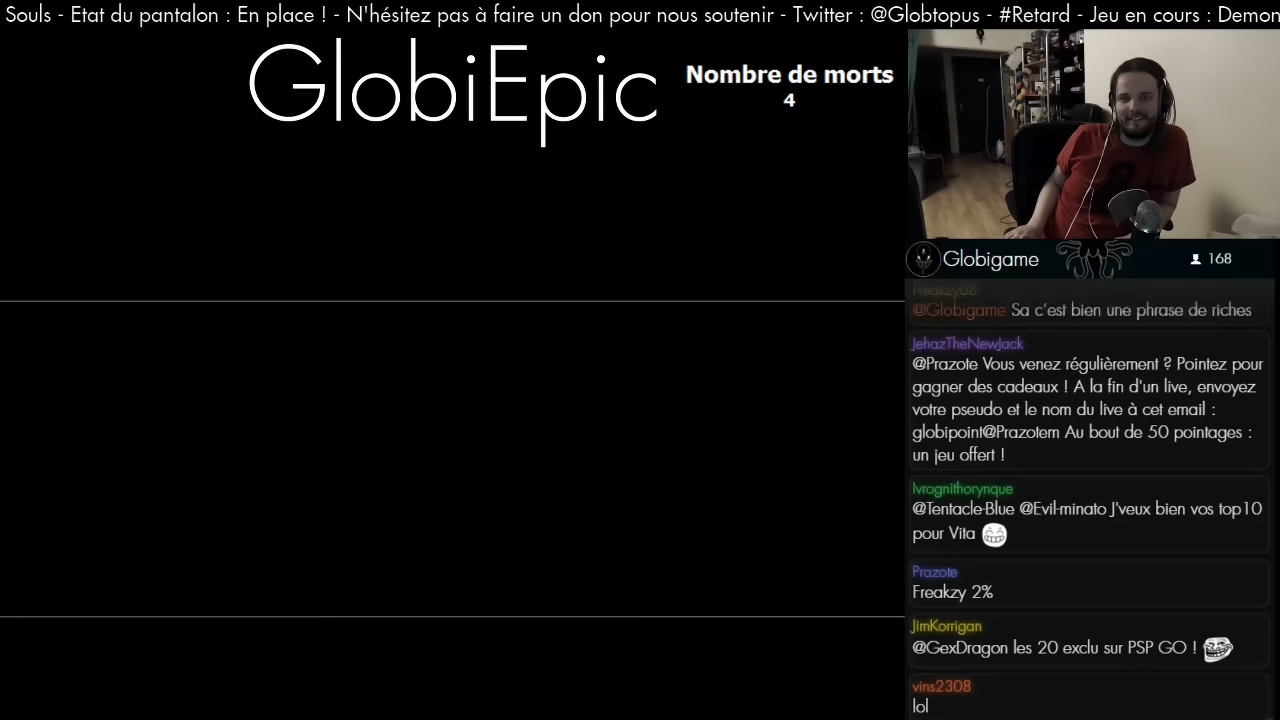 Souls - Etat du pantalon : En place ! - N'hésitez pas à faire un don pour nous soutenir - Twitter : @Globtopus - #Retard - Jeu en cours : Demon
GlobiEpic
Nombre de morts
4
Globigame
168
@Globigame Sa c'est bien une phrase de riches
JehazTheNewJack
@Prazote Vous venez régulièrement ? Pointez pour
gagner des cadeaux ! A la fin d'un live, envoyez
votre pseudo et le nom du live à cet email :
globipoint@Prazotem Au bout de 50 pointages :
un jeu offert !
Ivrognithorynque
@Tentacle-Blue @Evil-minato J'veux bien vos top10
pour Vita
Prazote
Freakzy 2%
JimKorrigan
@GexDragon les 20 exclu sur PSP GO !
vins2308
lol